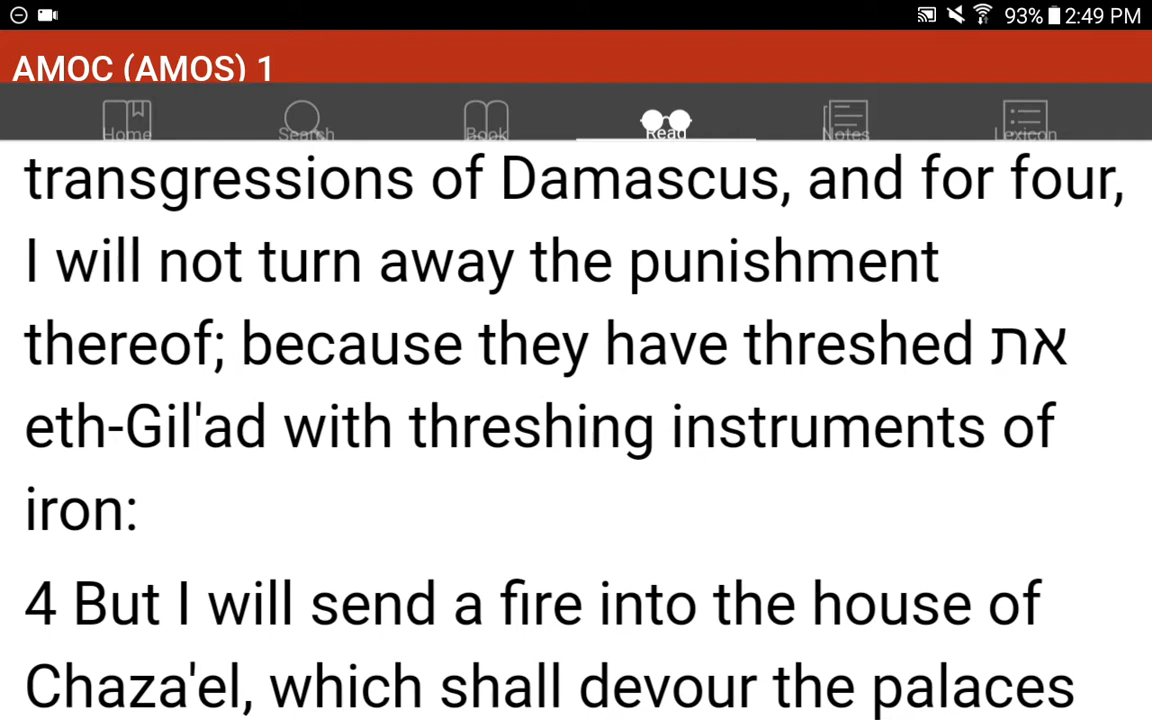 93% 2:49 PM
AMOC (AMOS) 1
Home Search Book Read Notes Lexicon
transgressions of Damascus, and for four,
I will not turn away the punishment
thereof; because they have threshed את
eth-Gil'ad with threshing instruments of
iron:
4 But I will send a fire into the house of
Chaza'el, which shall devour the palaces